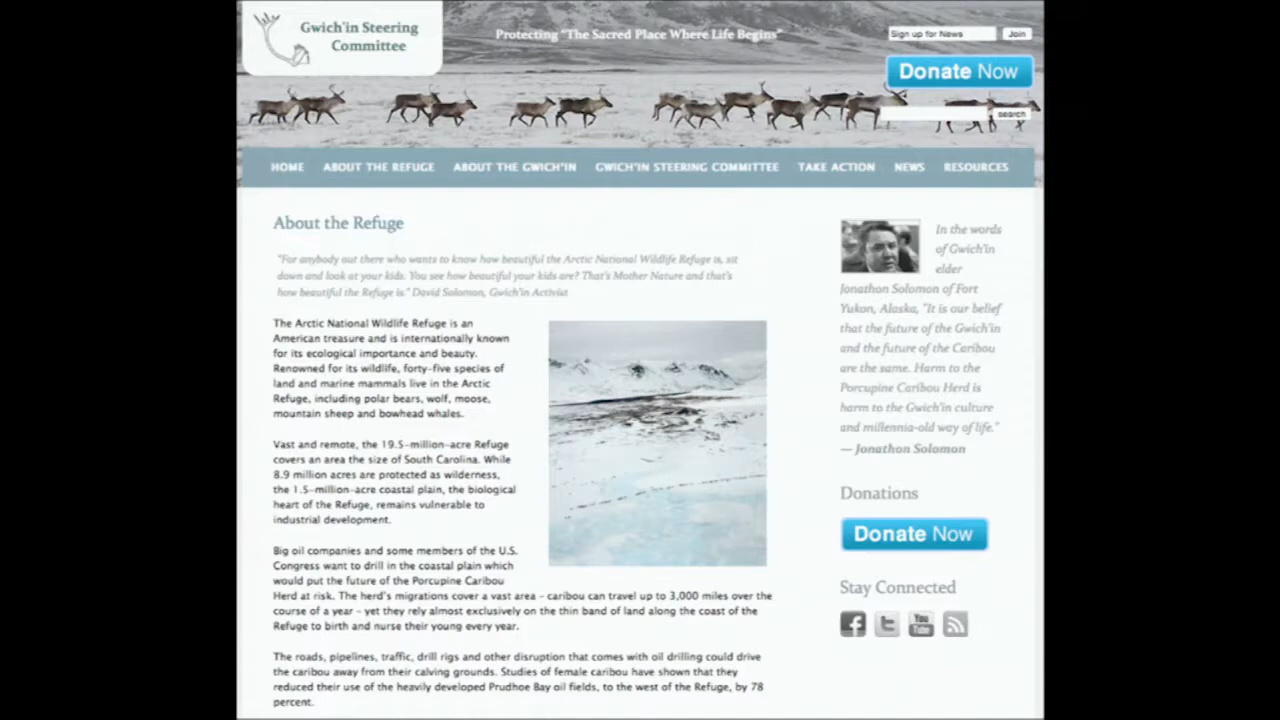 Gwich'in Steering
Committee
Protecting "The Sacred Place Where Life Begins"
Sign up for News
Join
Donate Now
search
HOME
ABOUT THE REFUGE
ABOUT THE GWICH'IN
GWICH'IN STEERING COMMITTEE
TAKE ACTION
NEWS
RESOURCES
About the Refuge
"For anybody out there who wants to know how beautiful the Arctic National Wildlife Refuge is, sit
down and look at your kids. You see how beautiful your kids are? That's Mother Nature and that's
how beautiful the Refuge is." David Solomon, Gwich'in Activist
The Arctic National Wildlife Refuge is an
American treasure and is internationally known
for its ecological importance and beauty.
Renowned for its wildlife, forty-five species of
land and marine mammals live in the Arctic
Refuge, including polar bears, wolf, moose,
mountain sheep and bowhead whales.
Vast and remote, the 19.5-million-acre Refuge
covers an area the size of South Carolina. While
8.9 million acres are protected as wilderness,
the 1.5-million-acre coastal plain, the biological
heart of the Refuge, remains vulnerable to
industrial development.
Big oil companies and some members of the U.S.
Congress want to drill in the coastal plain which
would put the future of the Porcupine Caribou
Herd at risk. The herd's migrations cover a vast area - caribou can travel up to 3,000 miles over the
course of a year - yet they rely almost exclusively on the thin band of land along the coast of the
Refuge to birth and nurse their young every year.
The roads, pipelines, traffic, drill rigs and other disruption that comes with oil drilling could drive
the caribou away from their calving grounds. Studies of female caribou have shown that they
reduced their use of the heavily developed Prudhoe Bay oil fields, to the west of the Refuge, by 78
percent.
In the words
of Gwich'in
elder
Jonathon Solomon of Fort
Yukon, Alaska, "It is our belief
that the future of the Gwich'in
and the future of the Caribou
are the same. Harm to the
Porcupine Caribou Herd is
harm to the Gwich'in culture
and millennia-old way of life."
— Jonathon Solomon
Donations
Donate Now
Stay Connected
You
Tube